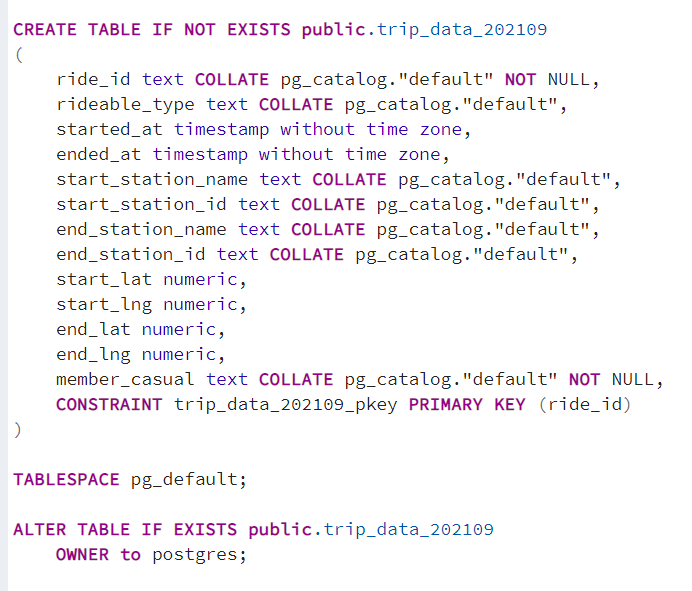 CREATE TABLE IF NOT EXISTS public.trip_data_202109
(
    ride_id text COLLATE pg_catalog."default" NOT NULL,
    rideable_type text COLLATE pg_catalog."default",
    started_at timestamp without time zone,
    ended_at timestamp without time zone,
    start_station_name text COLLATE pg_catalog."default",
    start_station_id text COLLATE pg_catalog."default",
    end_station_name text COLLATE pg_catalog."default",
    end_station_id text COLLATE pg_catalog."default",
    start_lat numeric,
    start_lng numeric,
    end_lat numeric,
    end_lng numeric,
    member_casual text COLLATE pg_catalog."default" NOT NULL,
    CONSTRAINT trip_data_202109_pkey PRIMARY KEY (ride_id)
)
TABLESPACE pg_default;
ALTER TABLE IF EXISTS public.trip_data_202109
    OWNER to postgres;